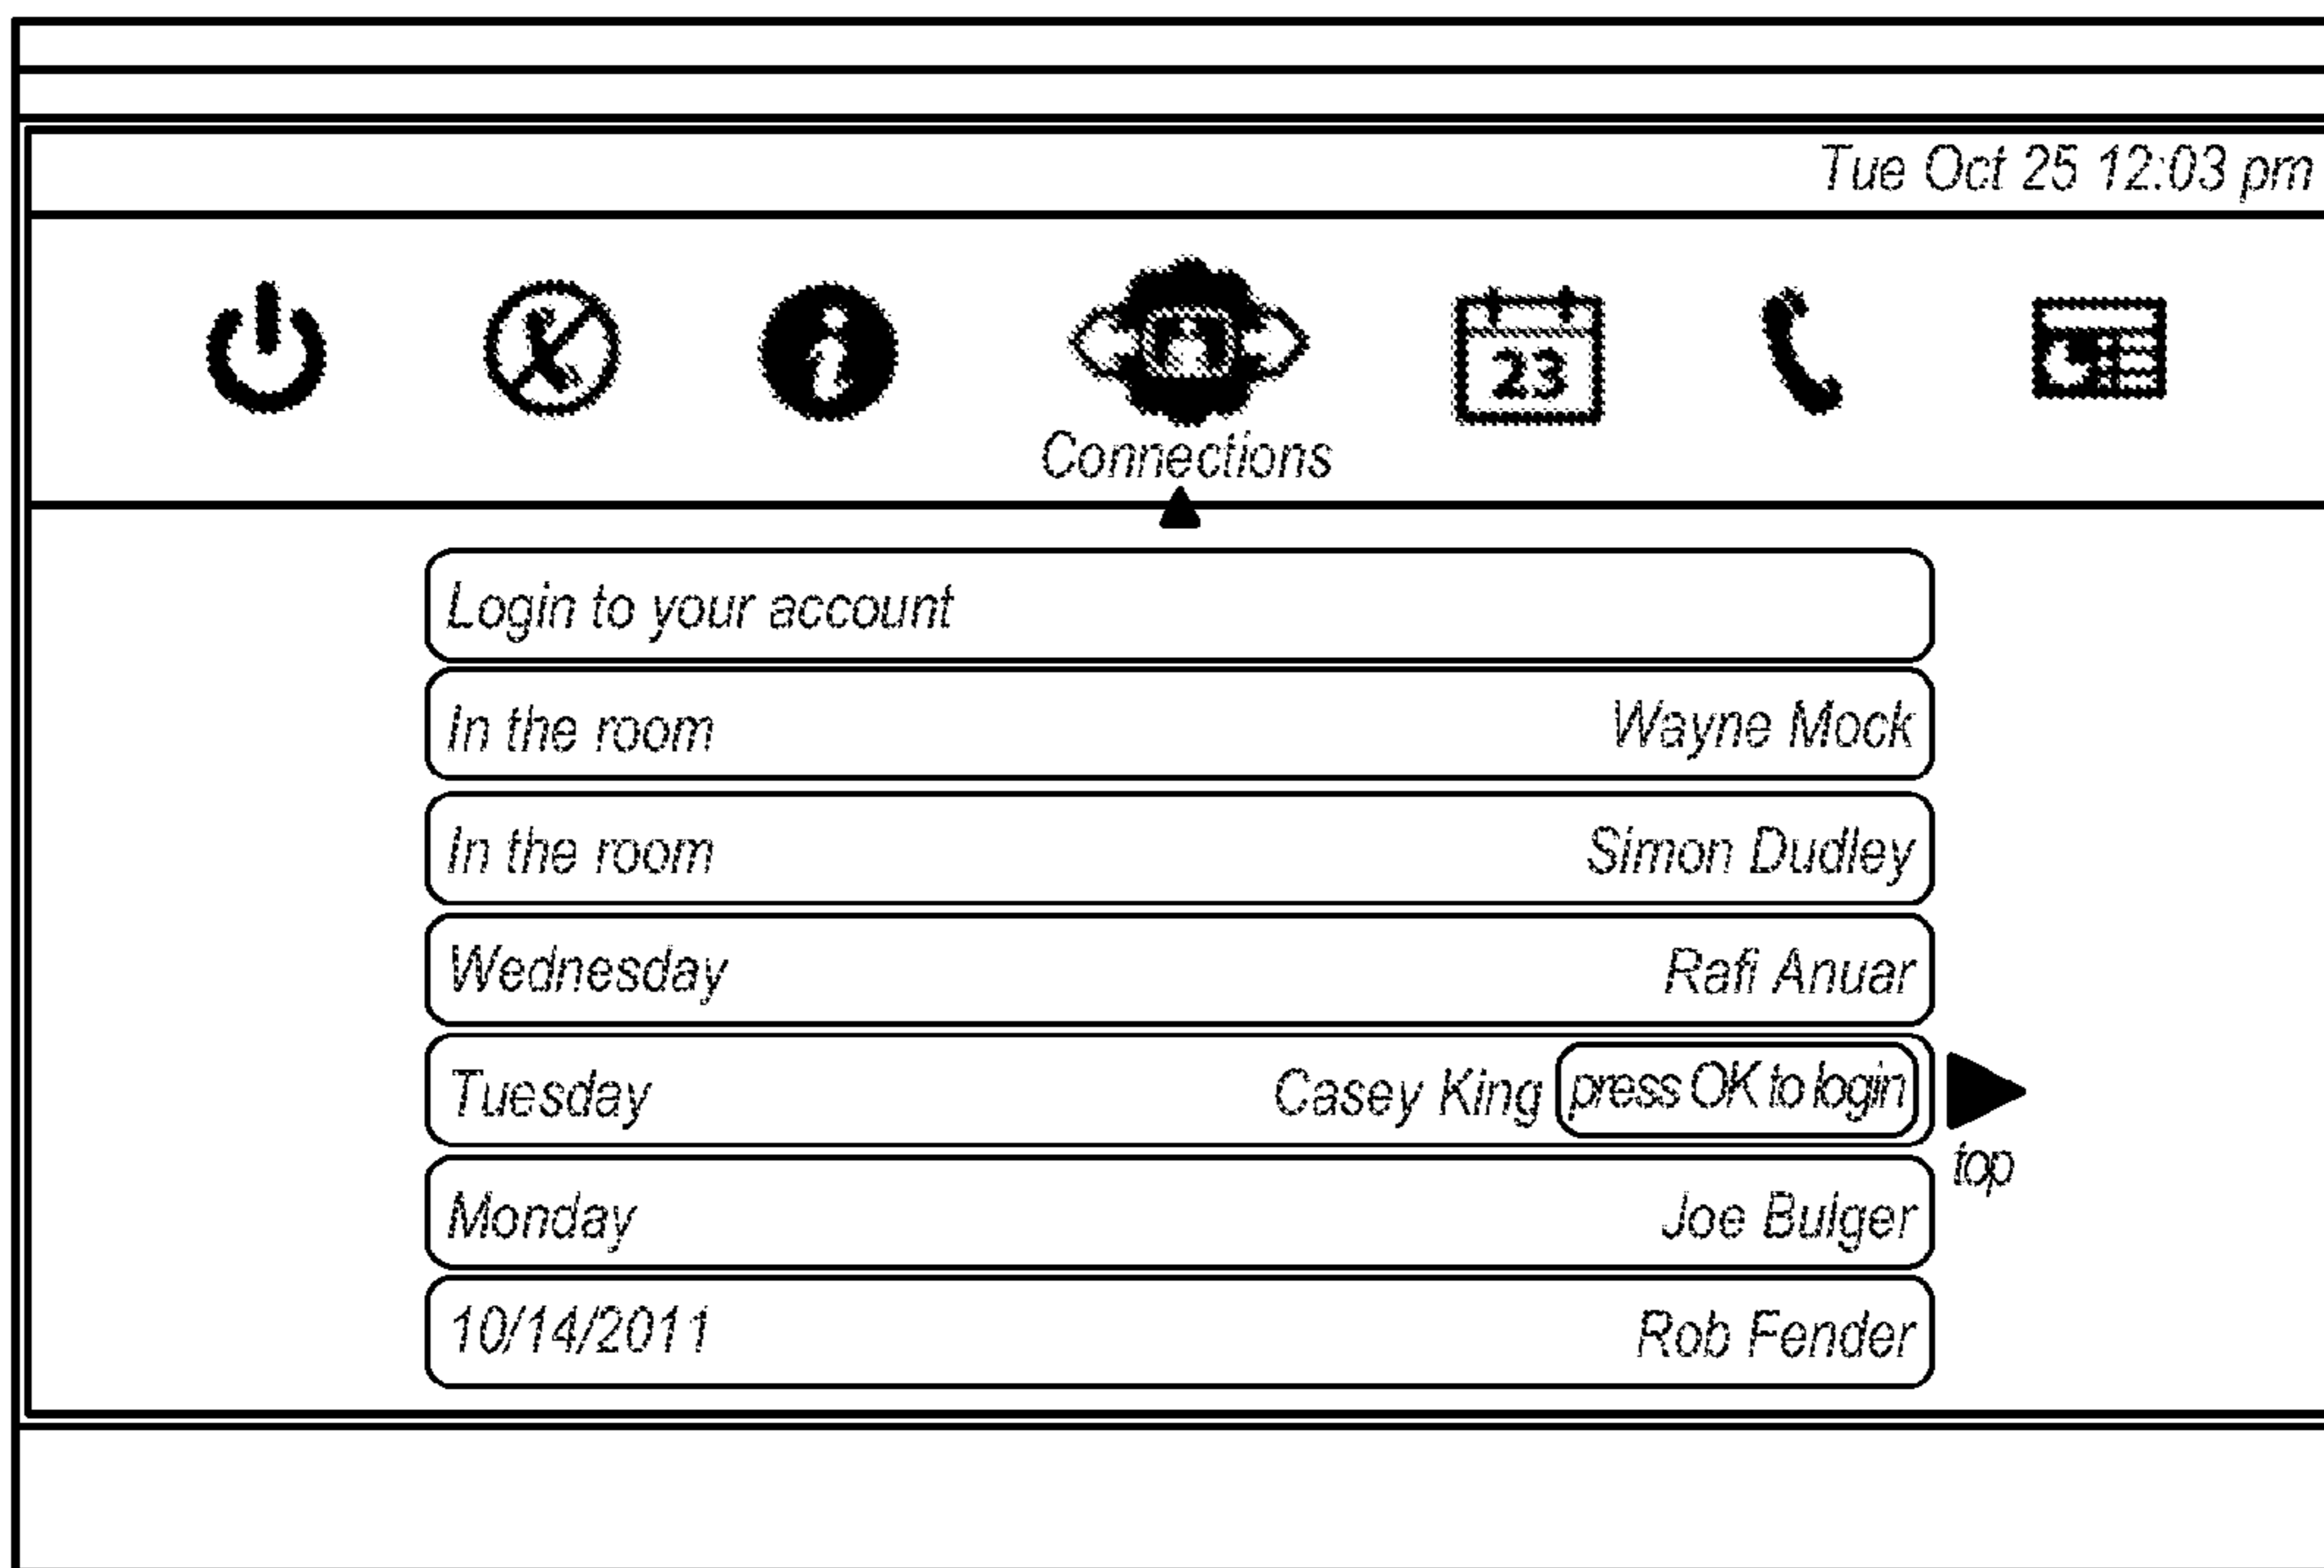 Tue Oct 25 12:03 pm
23
Connections
Login to your account
In the room Wayne Mock
In the room Simon Dudley
Wednesday Rafi Anuar
Tuesday Casey King press OK to login
top
Monday Joe Bulger
10/14/2011 Rob Fender